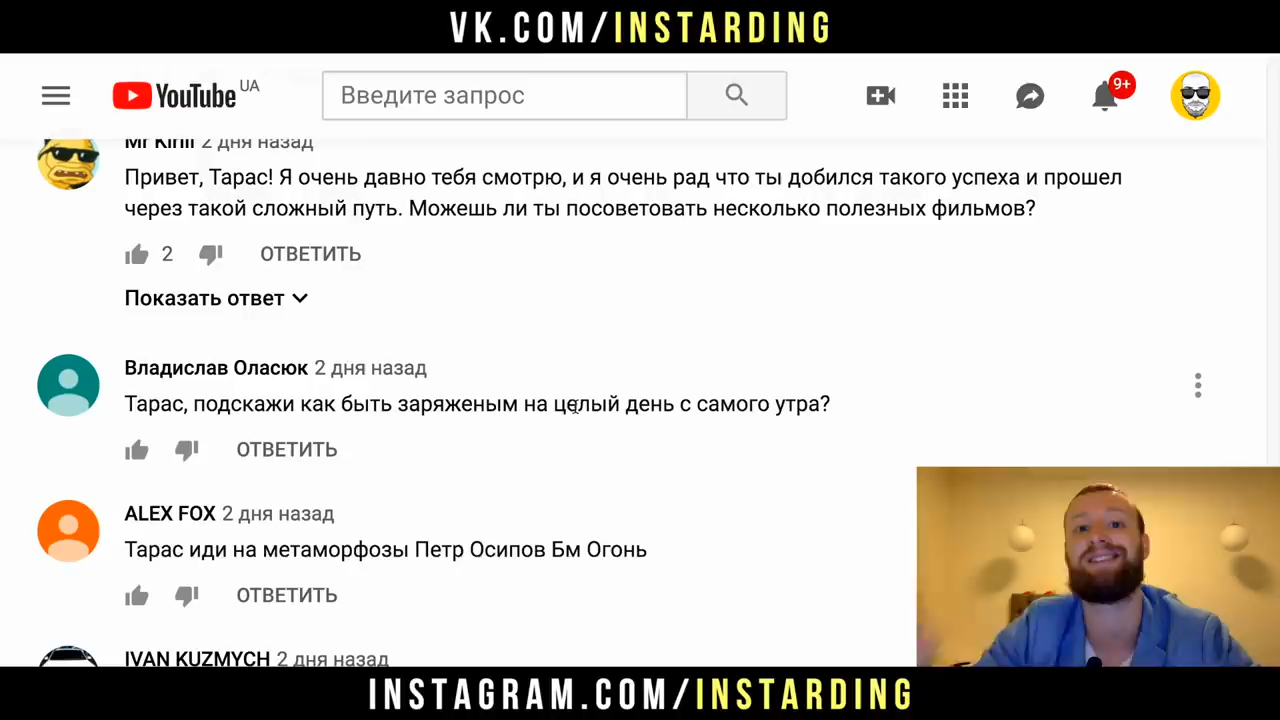 VK.COM/INSTARDING
YouTube UA
Введите запрос
9+
Mr Kirill 2 дня назад
Привет, Тарас! Я очень давно тебя смотрю, и я очень рад что ты добился такого успеха и прошел
через такой сложный путь. Можешь ли ты посоветовать несколько полезных фильмов?
2 ОТВЕТИТЬ
Показать ответ
Владислав Оласюк 2 дня назад
Тарас, подскажи как быть заряженым на целый день с самого утра?
ОТВЕТИТЬ
ALEX FOX 2 дня назад
Тарас иди на метаморфозы Петр Осипов Бм Огонь
ОТВЕТИТЬ
IVAN KUZMYCH 2 дня назад
INSTAGRAM.COM/INSTARDING